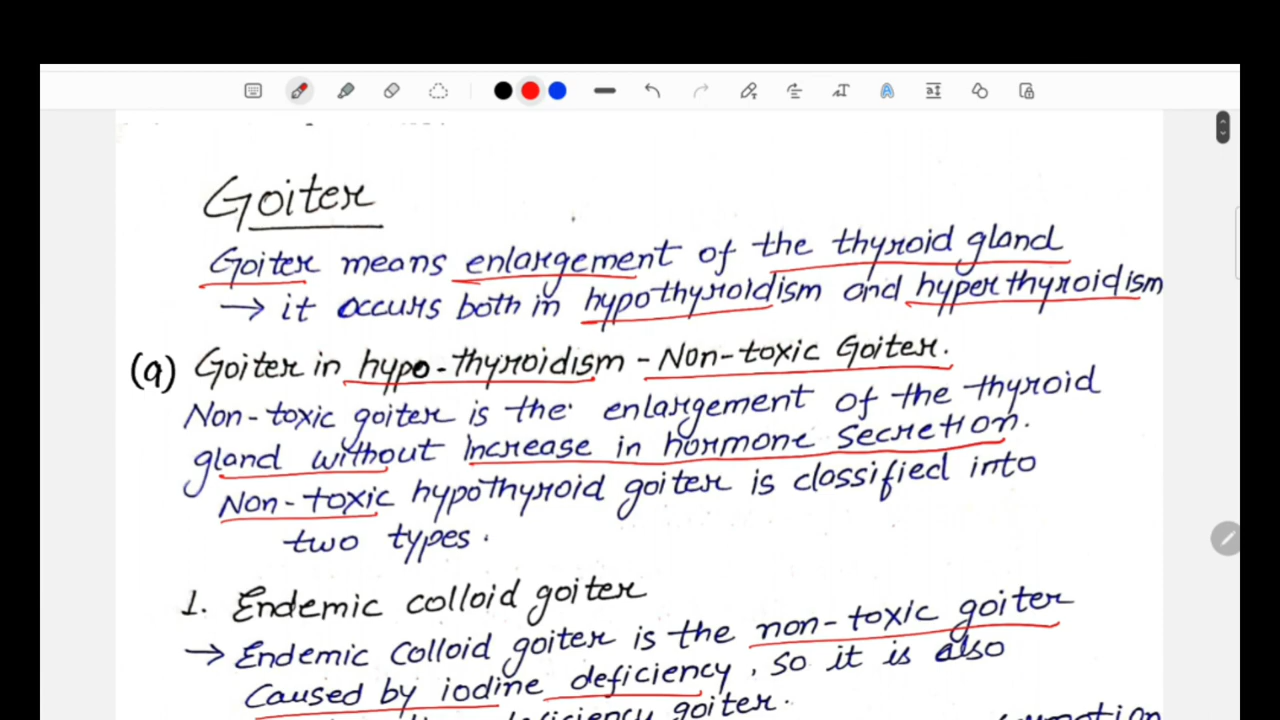 Goiter
Goiter means enlargement of the thyroid gland
→ it occurs both in hypothyroidism and hyperthyroidism
(a) Goiter in hypo-thyroidism - Non-toxic Goiter.
Non-toxic goiter is the enlargement of the thyroid
gland without increase in hormone secretion.
Non-toxic hypothyroid goiter is classified into
two types.
1. Endemic colloid goiter
→ Endemic colloid goiter is the non-toxic goiter
Caused by iodine deficiency, so it is also
deficiency goiter.